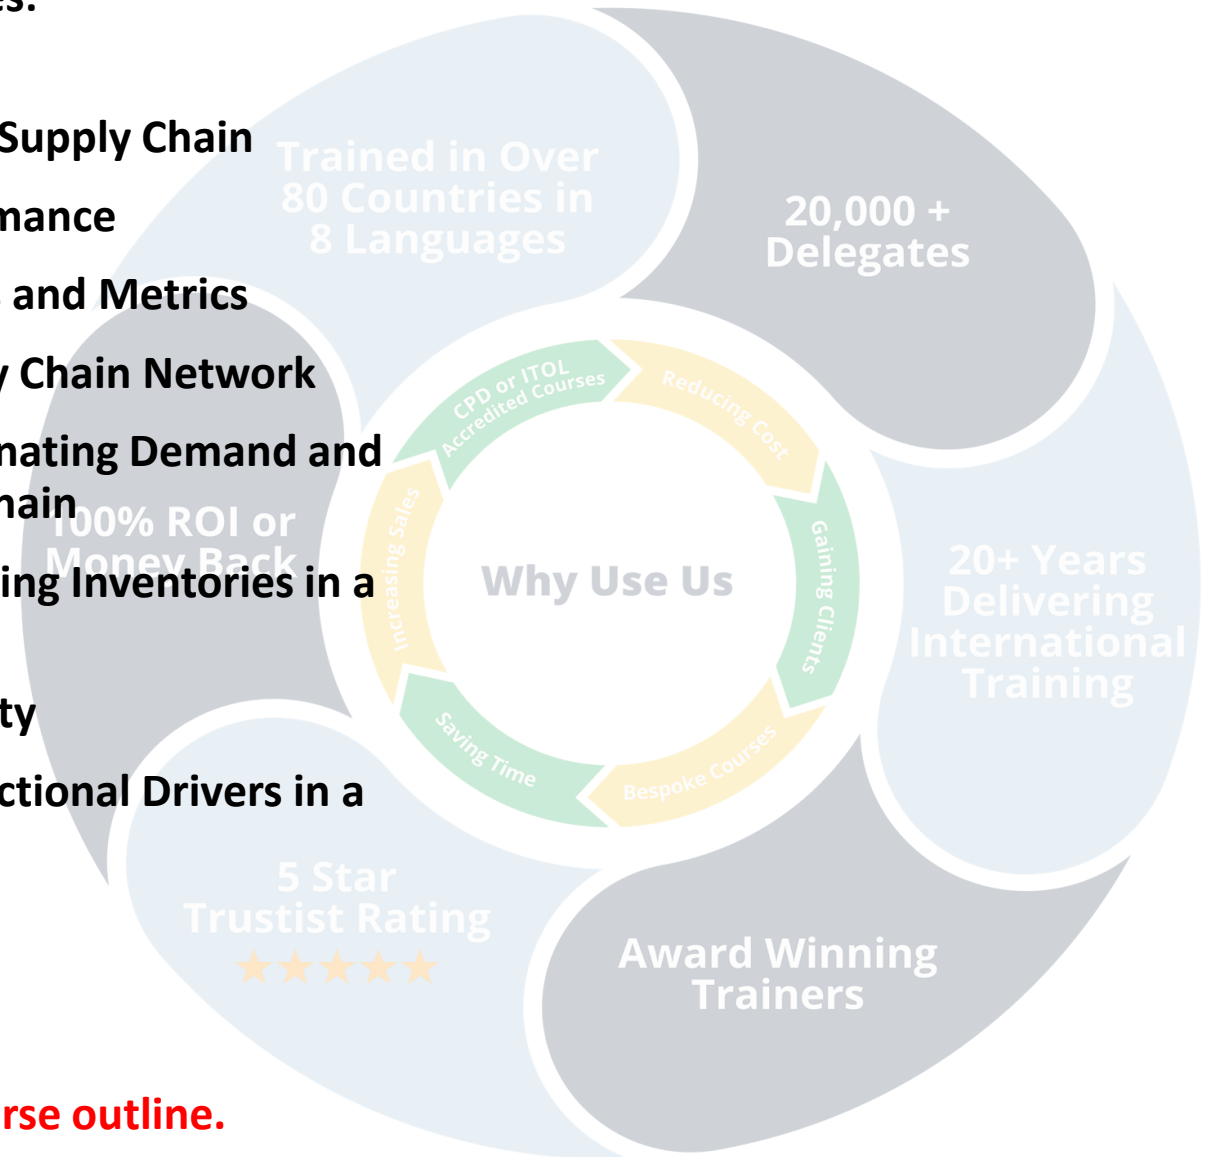 es:
Supply Chain
mance
s and Metrics
y Chain Network
nating Demand and
hain
ing Inventories in a
ty
ctional Drivers in a
rse outline.
Trained in Over
80 Countries in
8 Languages
20,000 +
Delegates
20+ Years
Delivering
International
Training
Award Winning
Trainers
5 Star
Trustist Rating
100% ROI or
Money Back
CPD or ITOL
Accredited Courses
Reducing Cost
Gaining Clients
Bespoke Courses
Saving Time
Increasing Sales
Why Use Us